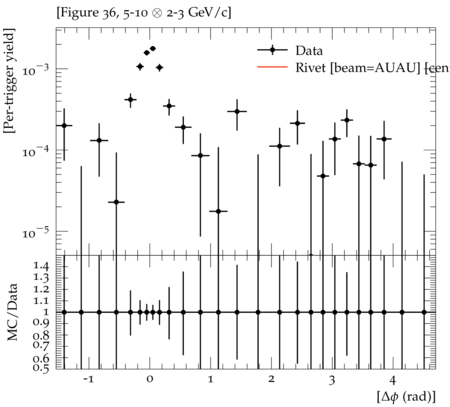 [Figure 36, 5-10 ⊗ 2-3 GeV/c]
[Per-trigger yield]
10⁻³
10⁻⁴
10⁻⁵
Data
Rivet [beam=AUAU] [cen
MC/Data
1.4
1.3
1.2
1.1
1
0.9
0.8
0.7
0.6
0.5
-1 0 1 2 3 4
[Δϕ (rad)]